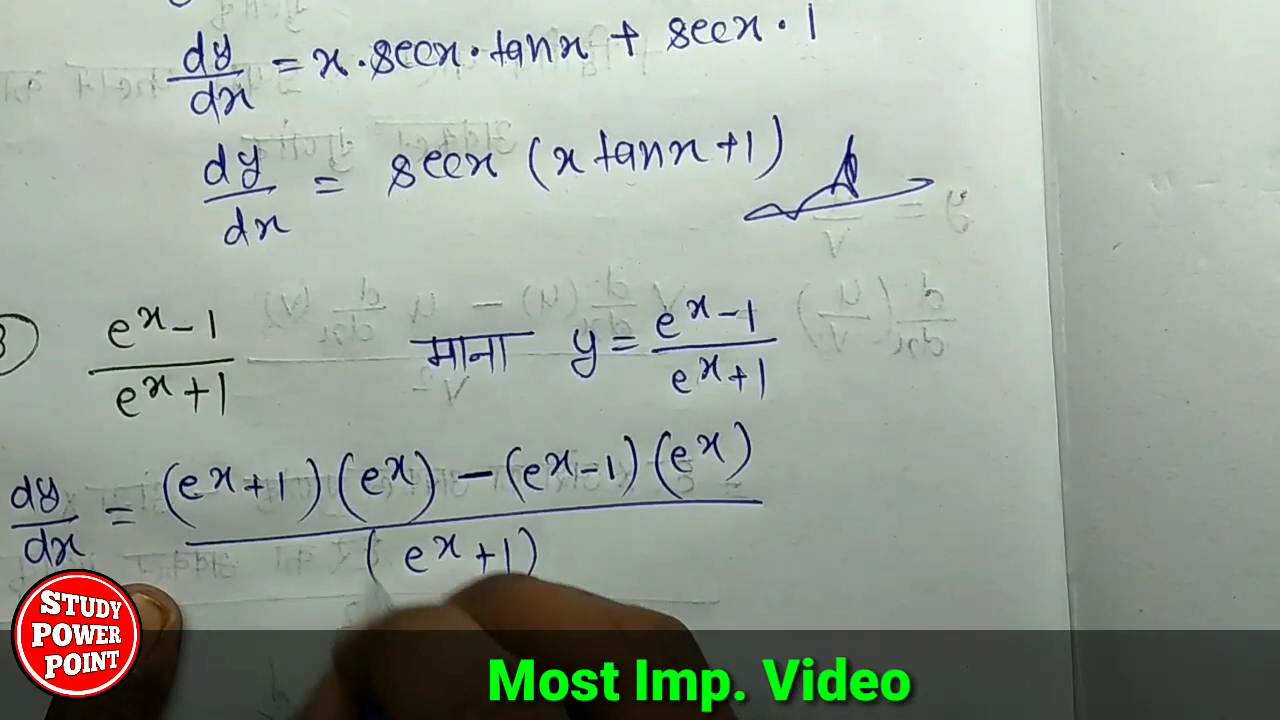 dy/dx = x · secx · tanx + secx · 1
dy/dx = secx (x tanx + 1)
e^x - 1 / e^x + 1 माना y = e^x - 1 / e^x + 1
dy/dx = (e^x + 1)(e^x) - (e^x - 1)(e^x) / (e^x + 1)
STUDY
POWER
POINT
Most Imp. Video